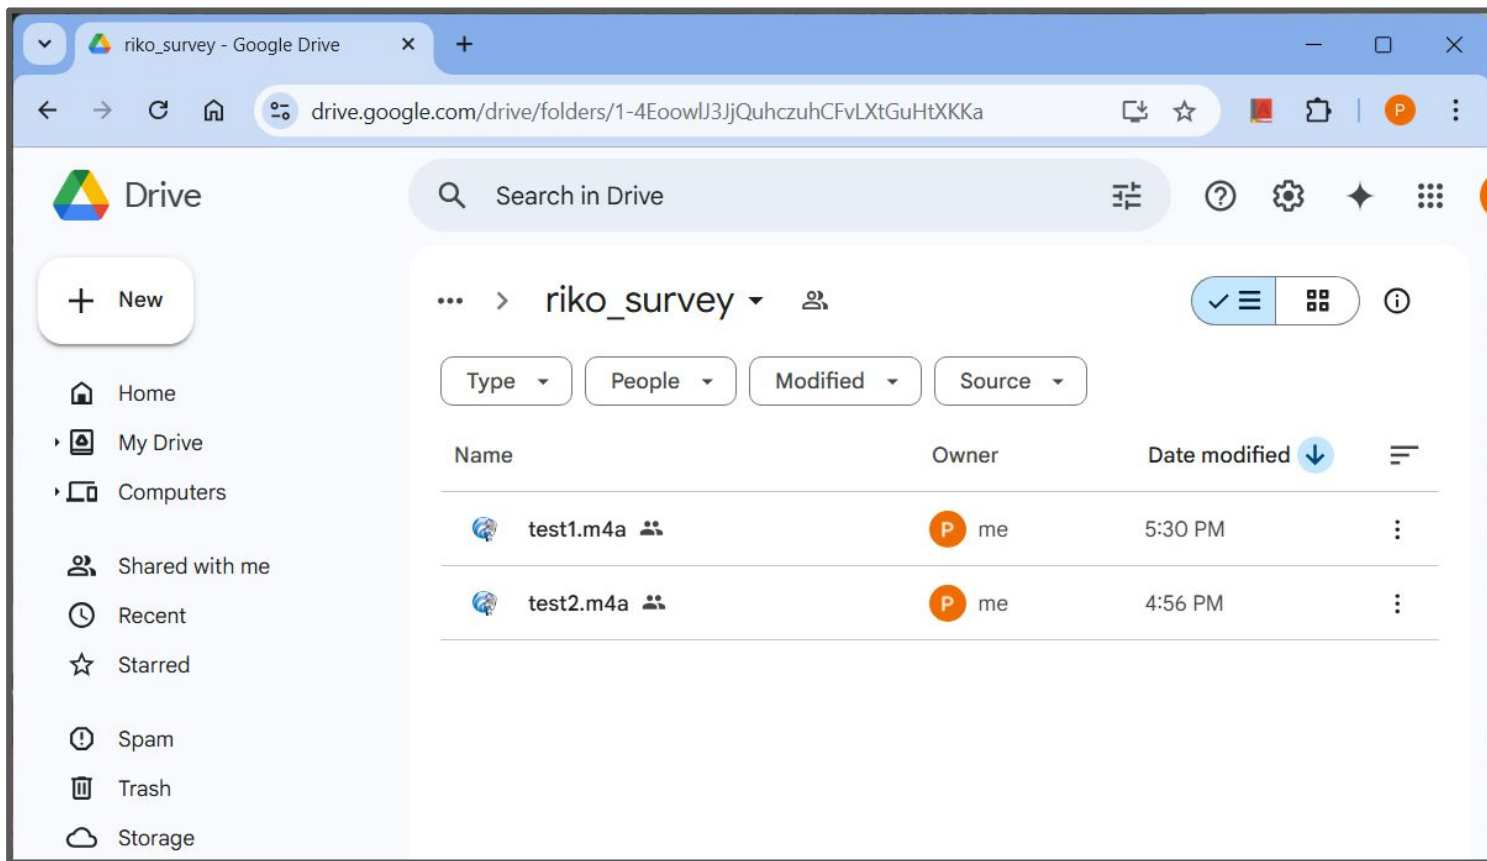 riko_survey - Google Drive
drive.google.com/drive/folders/1-4EoowlJ3JjQuhczuhCFvLXtGuHtXKKa
P
Drive
Search in Drive
New
riko_survey
Home
My Drive
Computers
Shared with me
Recent
Starred
Spam
Trash
Storage
Type People Modified Source
Name Owner Date modified
test1.m4a P me 5:30 PM
test2.m4a P me 4:56 PM